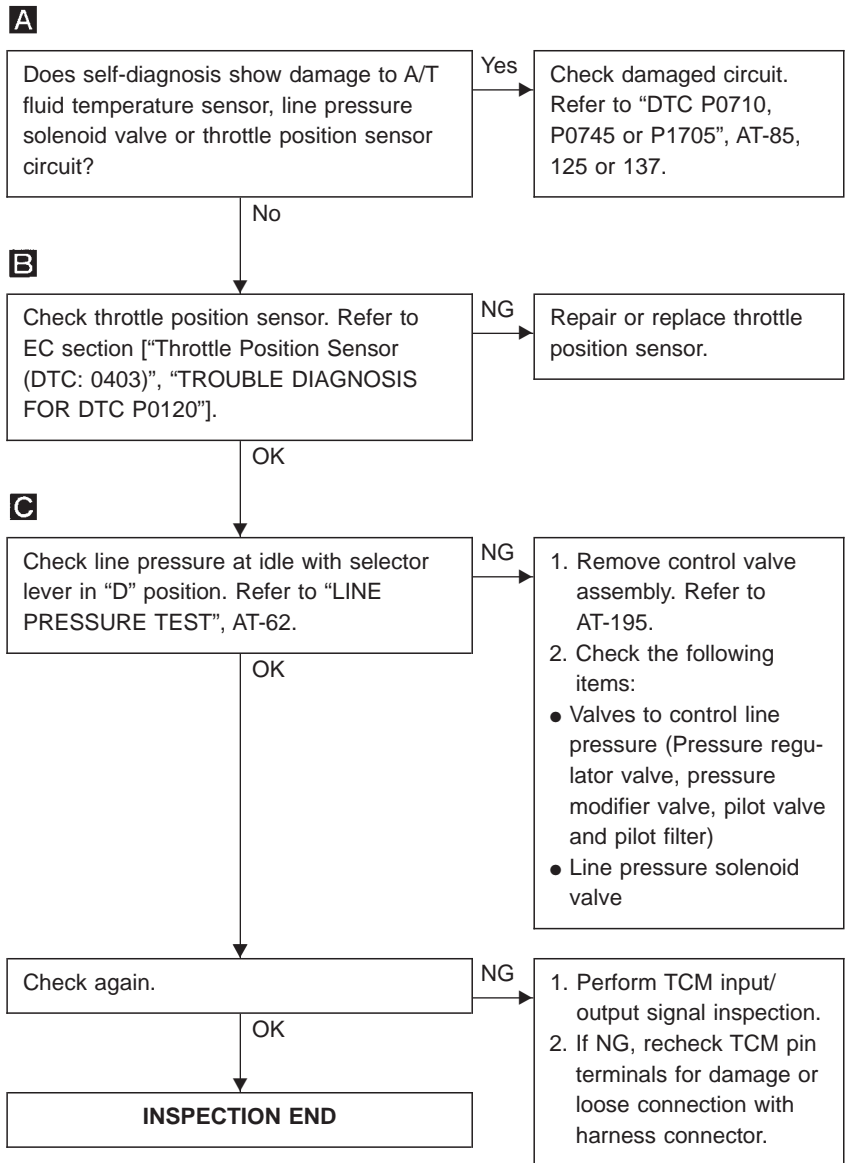 A
Does self-diagnosis show damage to A/T
fluid temperature sensor, line pressure
solenoid valve or throttle position sensor
circuit?
Yes
Check damaged circuit.
Refer to “DTC P0710,
P0745 or P1705”, AT-85,
125 or 137.
No
B
Check throttle position sensor. Refer to
EC section [“Throttle Position Sensor
(DTC: 0403)”, “TROUBLE DIAGNOSIS
FOR DTC P0120”].
NG
Repair or replace throttle
position sensor.
OK
C
Check line pressure at idle with selector
lever in “D” position. Refer to “LINE
PRESSURE TEST”, AT-62.
NG
1. Remove control valve
assembly. Refer to
AT-195.
2. Check the following
items:
● Valves to control line
pressure (Pressure regu-
lator valve, pressure
modifier valve, pilot valve
and pilot filter)
● Line pressure solenoid
valve
OK
Check again.
NG
1. Perform TCM input/
output signal inspection.
2. If NG, recheck TCM pin
terminals for damage or
loose connection with
harness connector.
OK
INSPECTION END